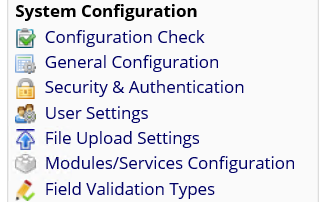 System Configuration
Configuration Check
General Configuration
Security & Authentication
User Settings
File Upload Settings
Modules/Services Configuration
Field Validation Types